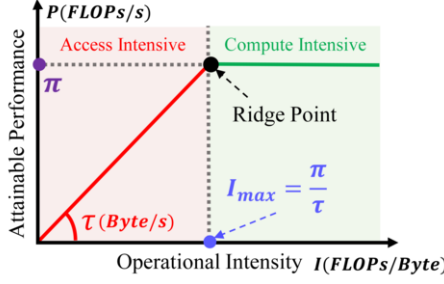 P(FLOPs/s)
Access Intensive
Compute Intensive
π
Ridge Point
Attainable Performance
I_max = π/τ
τ(Byte/s)
Operational Intensity I(FLOPs/Byte)